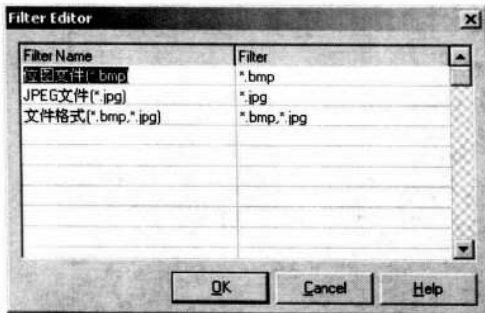 Filter Editor
Filter Name Filter
位图文件(*.bmp) *.bmp
JPEG文件(*.jpg) *.jpg
文件格式(*.bmp,*.jpg) *.bmp,*.jpg
OK Cancel Help